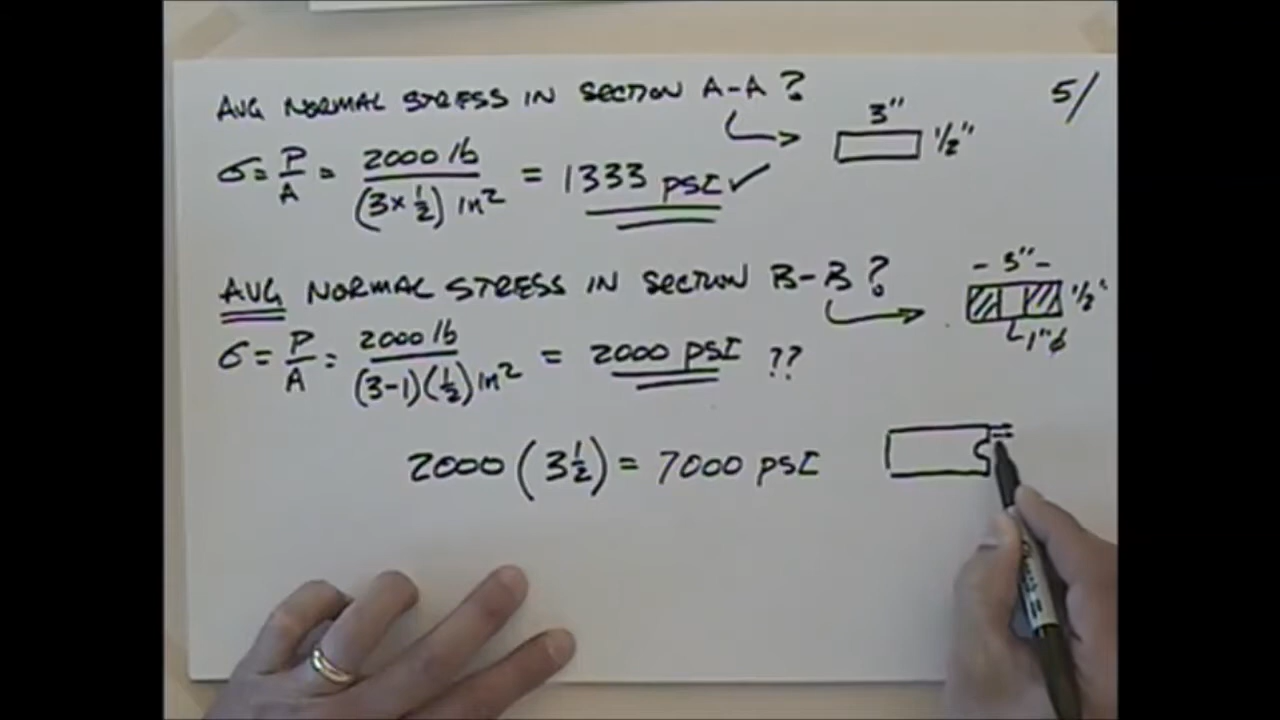 AVG NORMAL STRESS IN SECTION A-A ?
5/
3"
1/2"
σ = P/A = 2000 lb / (3 × 1/2) in² = 1333 PSI ✓
AVG NORMAL STRESS IN SECTION B-B ?
- 3" -
1/2"
1"φ
σ = P/A = 2000 lb / (3-1)(1/2) in² = 2000 PSI ??
2000 (3 1/2) = 7000 PSI